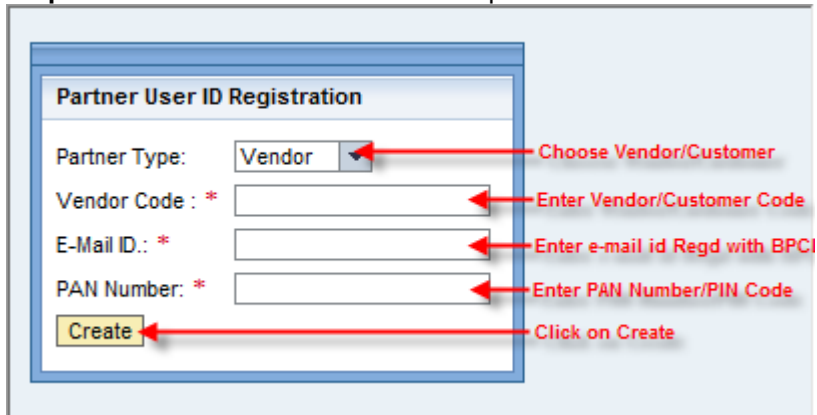 Partner User ID Registration
Partner Type: Vendor Choose Vendor/Customer
Vendor Code : * Enter Vendor/Customer Code
E-Mail ID.: * Enter e-mail id Regd with
PAN Number: * Enter PAN Number/PIN Code
Create Click on Create